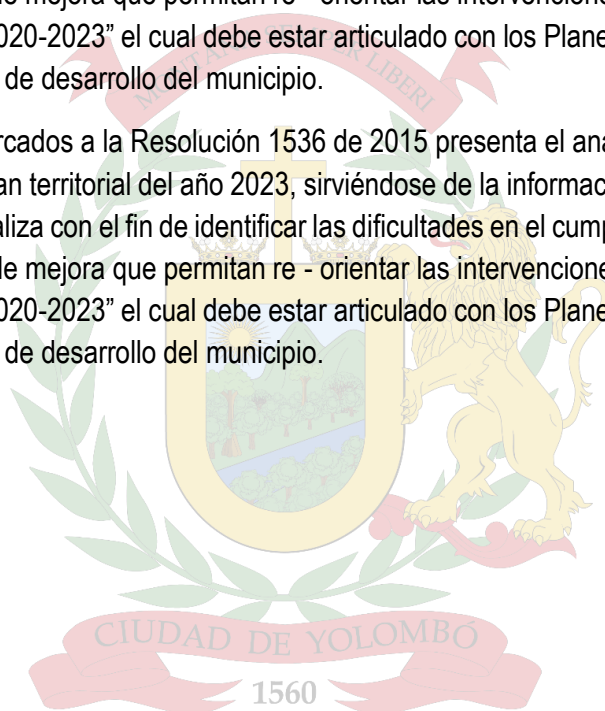 de mejora que permitan re - orientar las intervenciones
020-2023” el cual debe estar articulado con los Plane
de desarrollo del municipio.
rcados a la Resolución 1536 de 2015 presenta el aná
an territorial del año 2023, sirviéndose de la informac
aliza con el fin de identificar las dificultades en el cump
de mejora que permitan re - orientar las intervencione
020-2023” el cual debe estar articulado con los Plane
de desarrollo del municipio.
CIUDAD DE YOLOMBÓ
1560